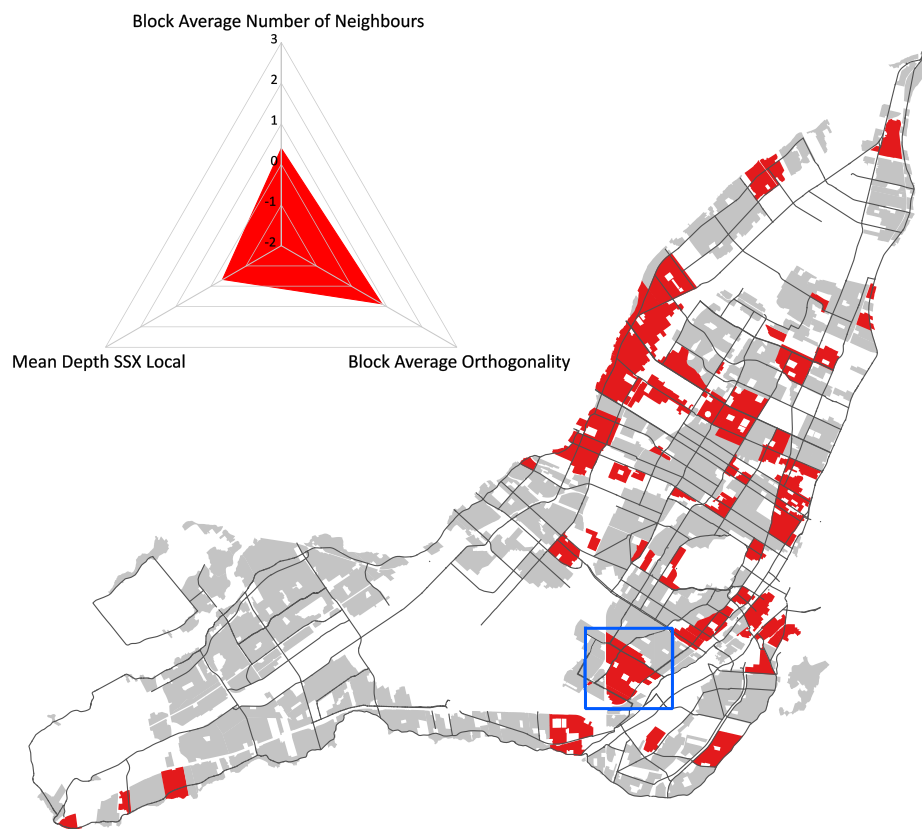 Block Average Number of Neighbours
3
2
1
0
-1
-2
Mean Depth SSX Local
Block Average Orthogonality